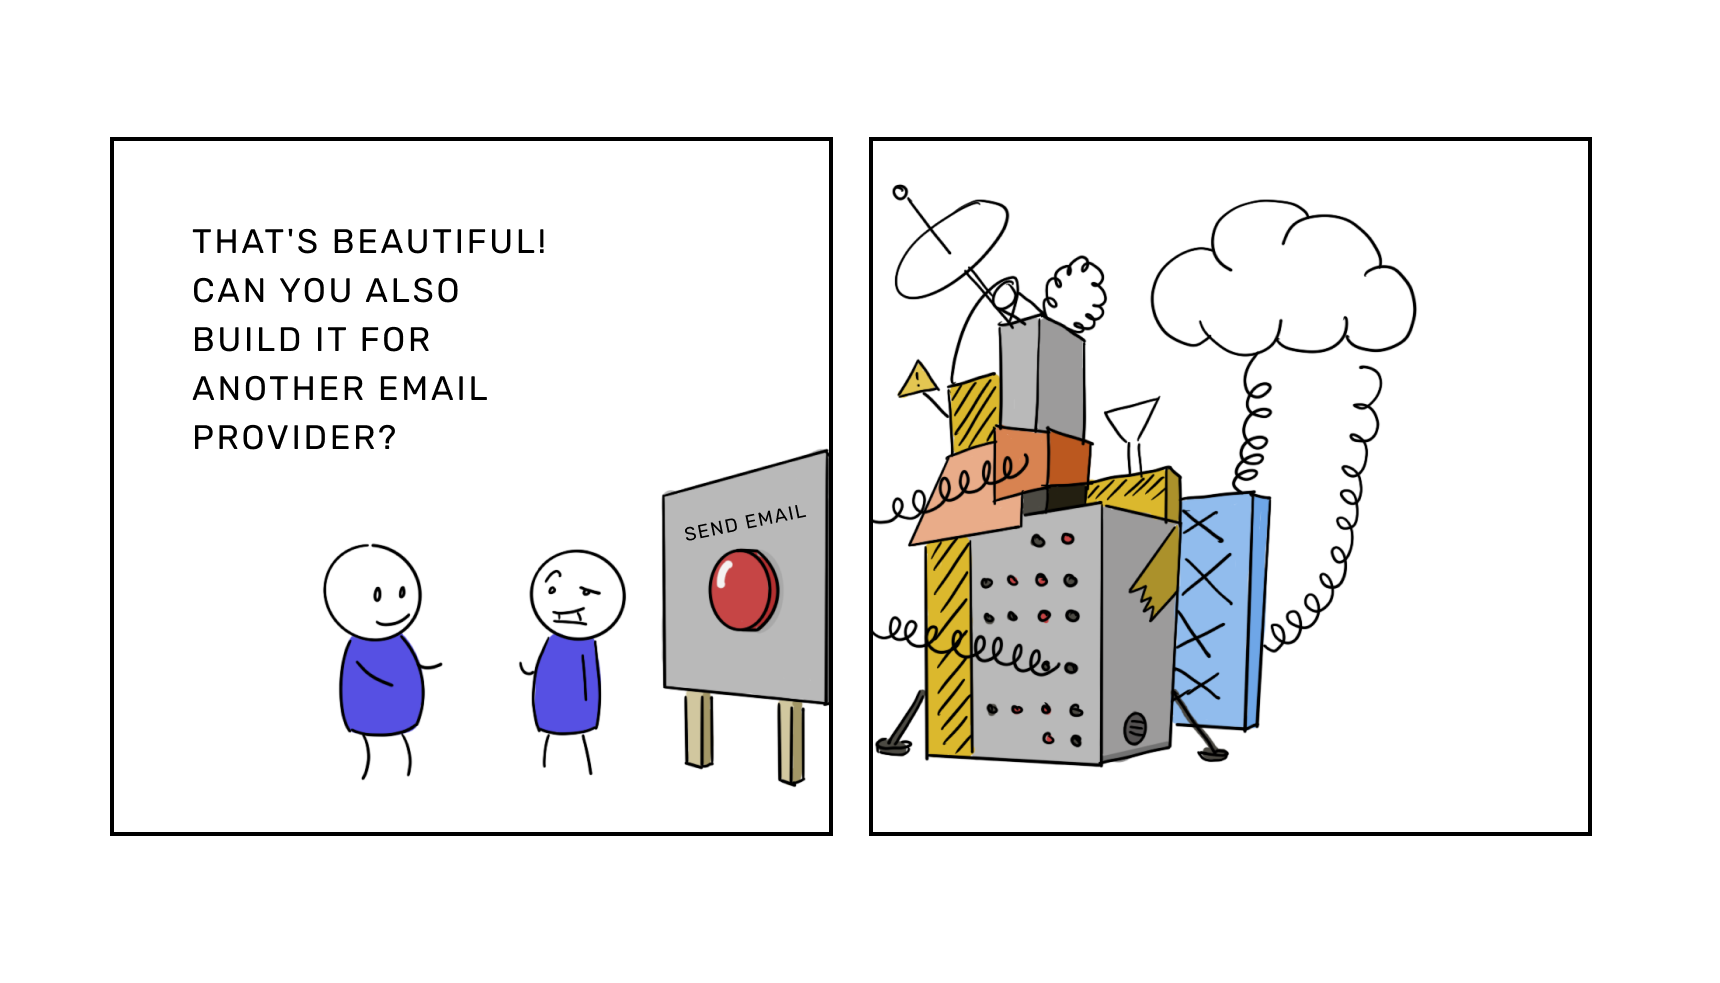 THAT'S BEAUTIFUL!
CAN YOU ALSO
BUILD IT FOR
ANOTHER EMAIL
PROVIDER?
SEND EMAIL
!